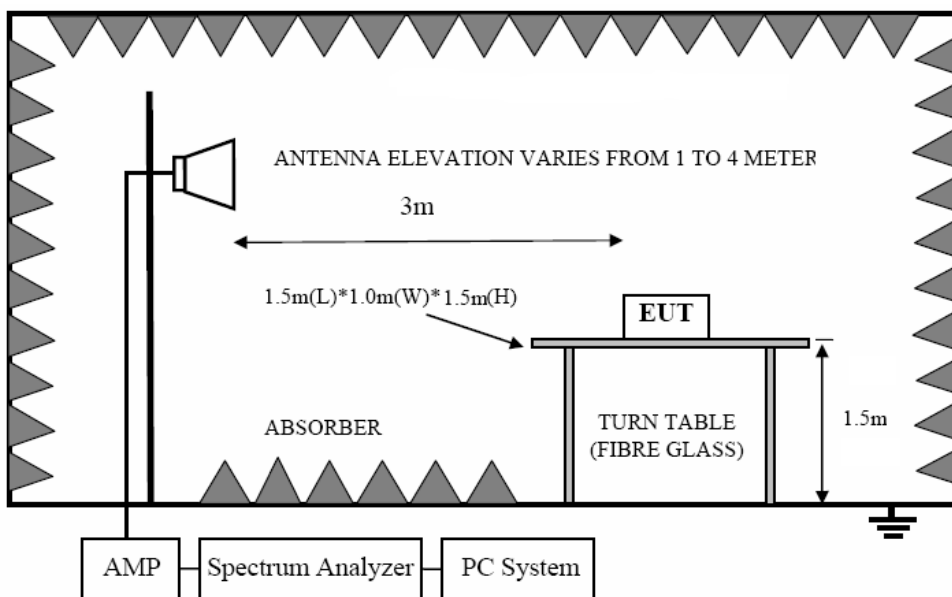 ANTENNA ELEVATION VARIES FROM 1 TO 4 METER
3m
1.5m(L)*1.0m(W)*1.5m(H)
EUT
1.5m
ABSORBER
TURN TABLE
(FIBRE GLASS)
AMP
Spectrum Analyzer
PC System